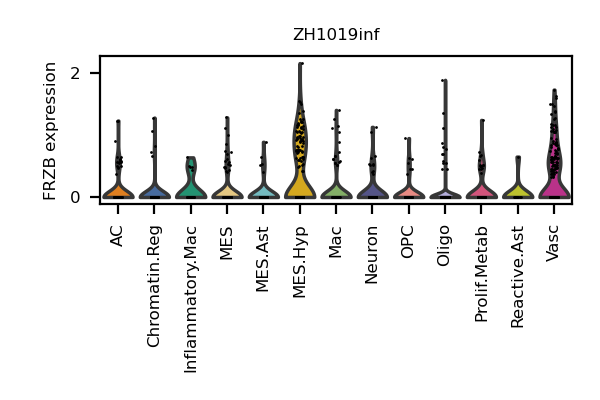 ZH1019inf
FRZB expression
2
0
AC
Chromatin.Reg
Inflammatory.Mac
MES
MES.Ast
MES.Hyp
Mac
Neuron
OPC
Oligo
Prolif.Metab
Reactive.Ast
Vasc